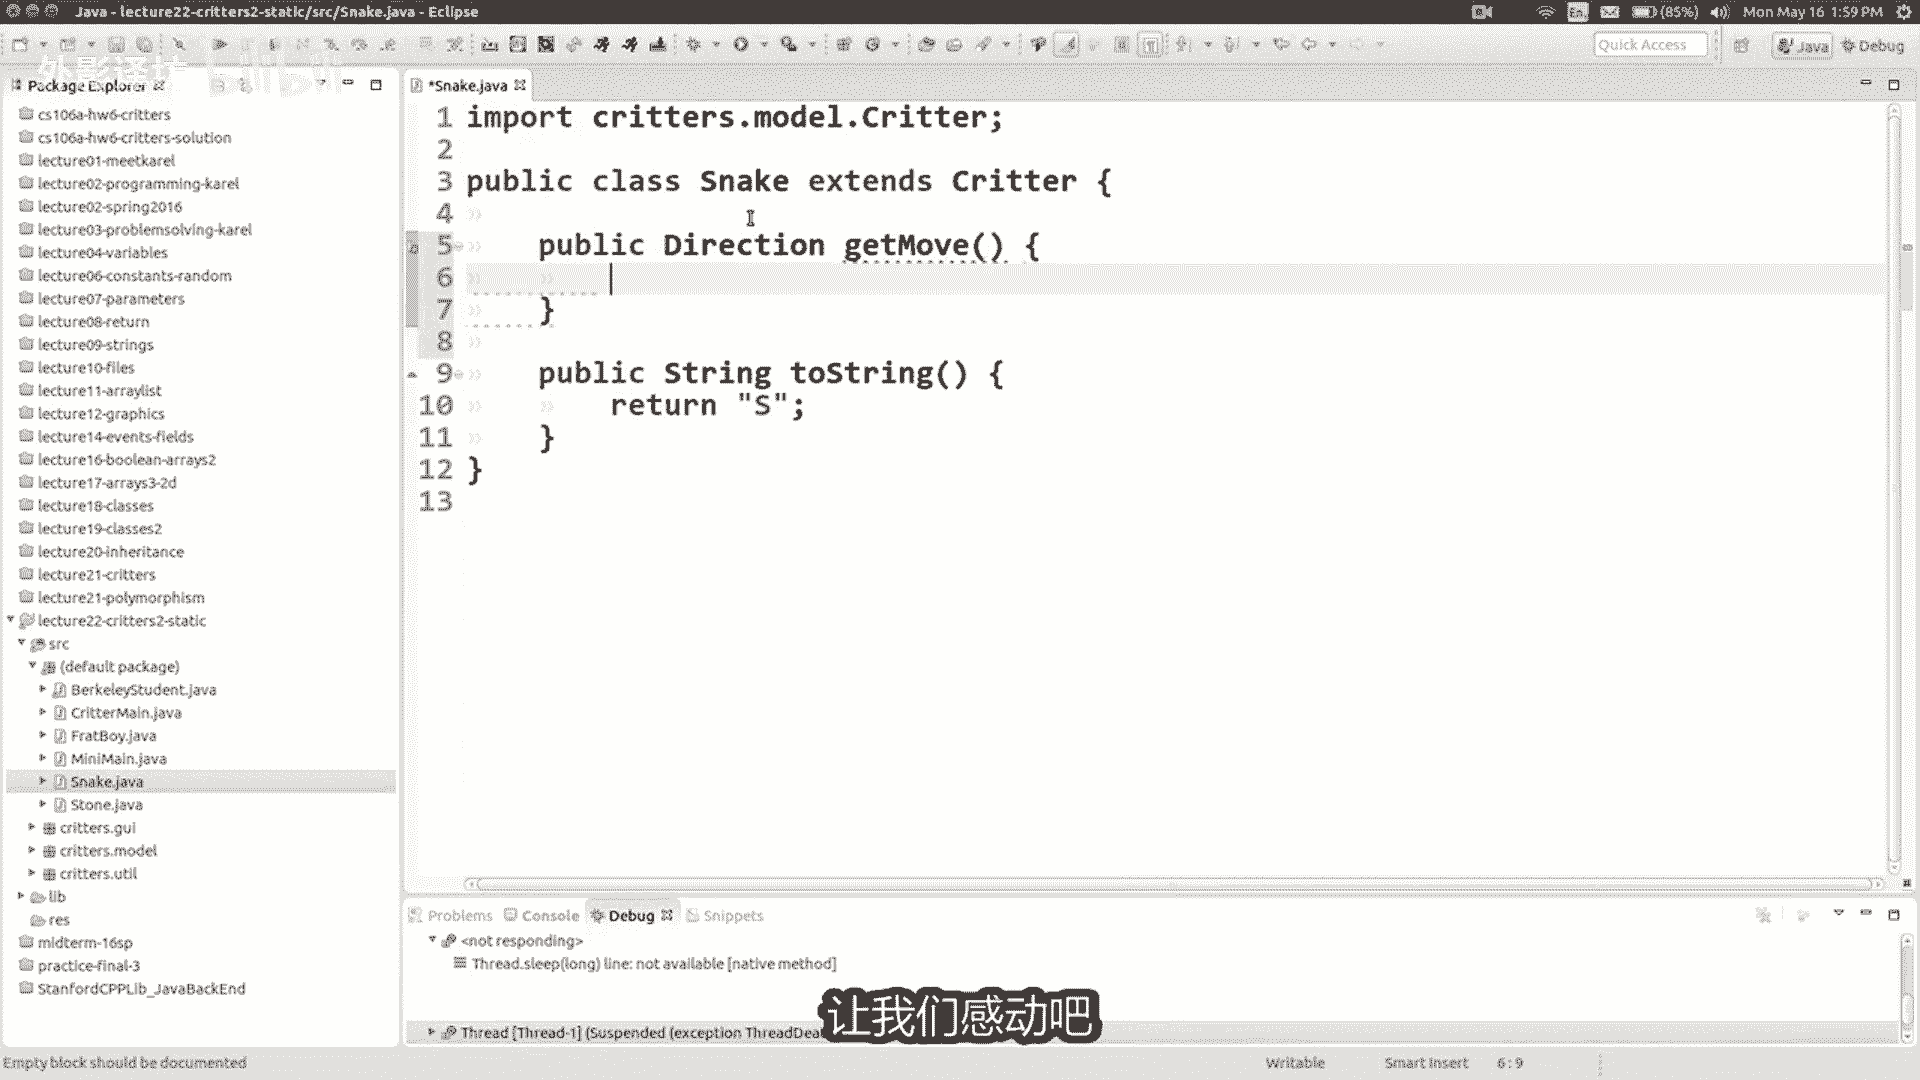 Java - lecture22-critters2-static/src/Snake.java - Eclipse
(85%) Mon May 16 1:59 PM
Quick Access
Java Debug
Package Explorer
*Snake.java
cs106a-hw6-critters
cs106a-hw6-critters-solution
lecture01-meetkarel
lecture02-programming-karel
lecture02-spring2016
lecture03-problemsolving-karel
lecture04-variables
lecture06-constants-random
lecture07-parameters
lecture08-return
lecture09-strings
lecture10-files
lecture11-arraylist
lecture12-graphics
lecture14-events-fields
lecture16-boolean-arrays2
lecture17-arrays3-2d
lecture18-classes
lecture19-classes2
lecture20-inheritance
lecture21-critters
lecture21-polymorphism
lecture22-critters2-static
src
(default package)
BerkeleyStudent.java
CritterMain.java
FratBoy.java
MiniMain.java
Snake.java
Stone.java
critters.gui
critters.model
critters.util
lib
res
midterm-16sp
practice-final-3
StanfordCPPLib_JavaBackEnd
1 import critters.model.Critter;
2
3 public class Snake extends Critter {
4
5 public Direction getMove() {
6
7 }
8
9 public String toString() {
10 return "S";
11 }
12 }
13
Problems Console Debug Snippets
<not responding>
Thread.sleep(long) line: not available [native method]
Thread [Thread-1] (Suspended (exception ThreadDea
让我们感动吧
Empty block should be documented
Writable Smart Insert 6 : 9